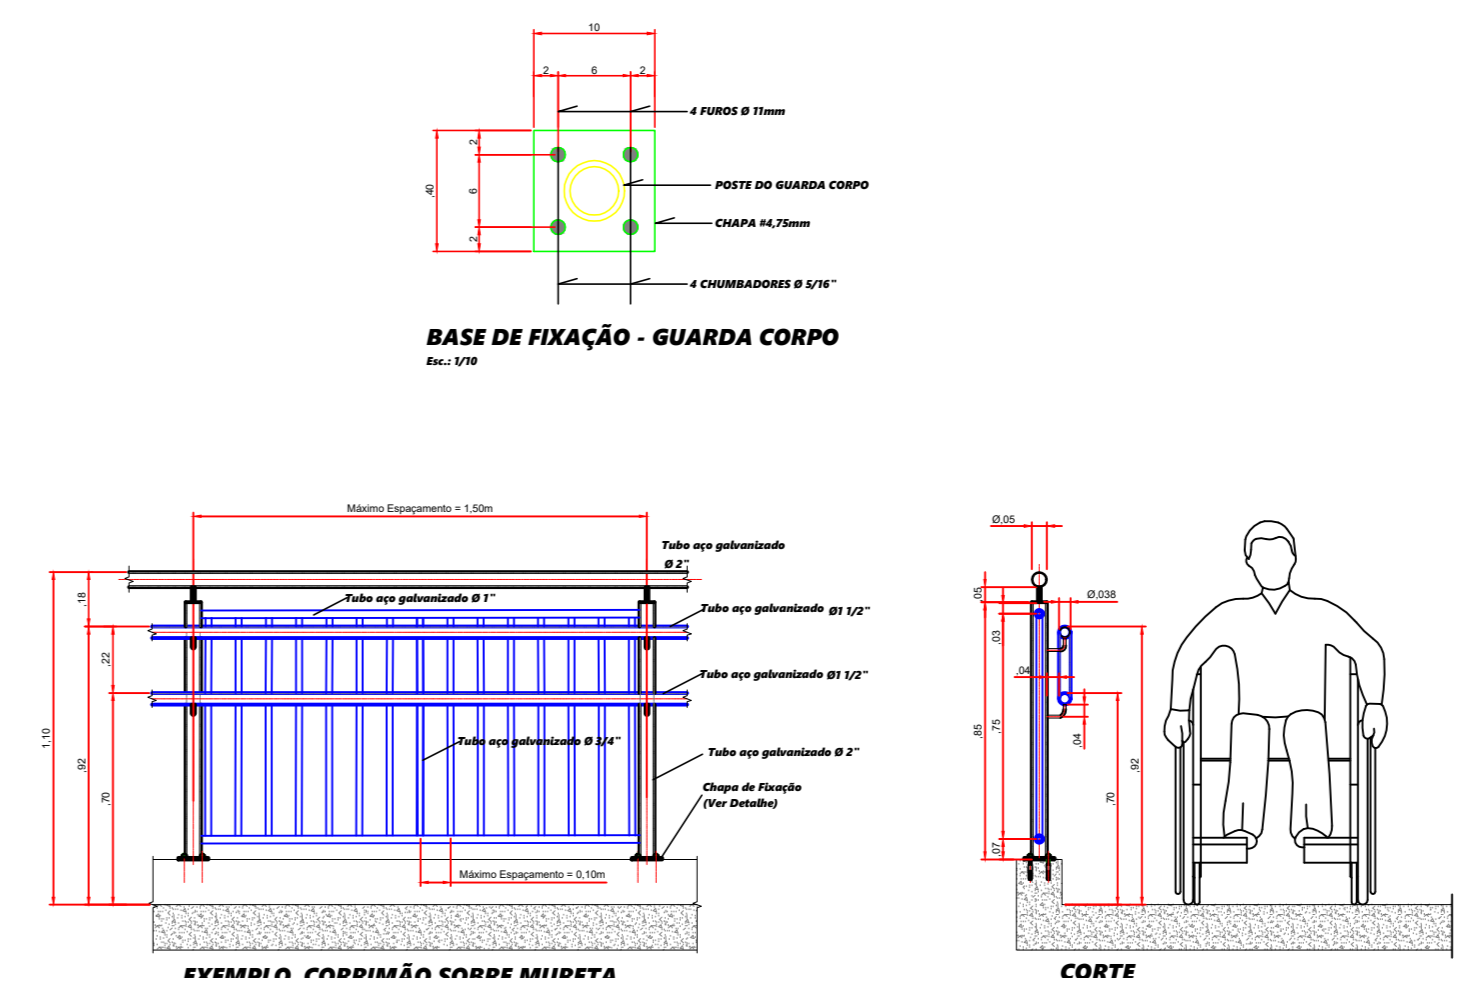 10
2
6
2
4 FUROS Ø 11mm
2
,40
6
POSTE DO GUARDA CORPO
CHAPA #4,75mm
2
4 CHUMBADORES Ø 5/16"
BASE DE FIXAÇÃO - GUARDA CORPO
Esc.: 1/10
Máximo Espaçamento = 1,50m
Tubo aço galvanizado
Ø 2"
Tubo aço galvanizado Ø 1"
Tubo aço galvanizado Ø1 1/2"
,18
,22
Tubo aço galvanizado Ø1 1/2"
1,10
Tubo aço galvanizado Ø 3/4"
Tubo aço galvanizado Ø 2"
,92
,70
Chapa de Fixação
(Ver Detalhe)
Máximo Espaçamento = 0,10m
EXEMPLO CORRIMÃO SOBRE MURETA
Ø,05
,05
Ø,038
,03
,04
,85
,75
,04
,92
,70
,07
CORTE